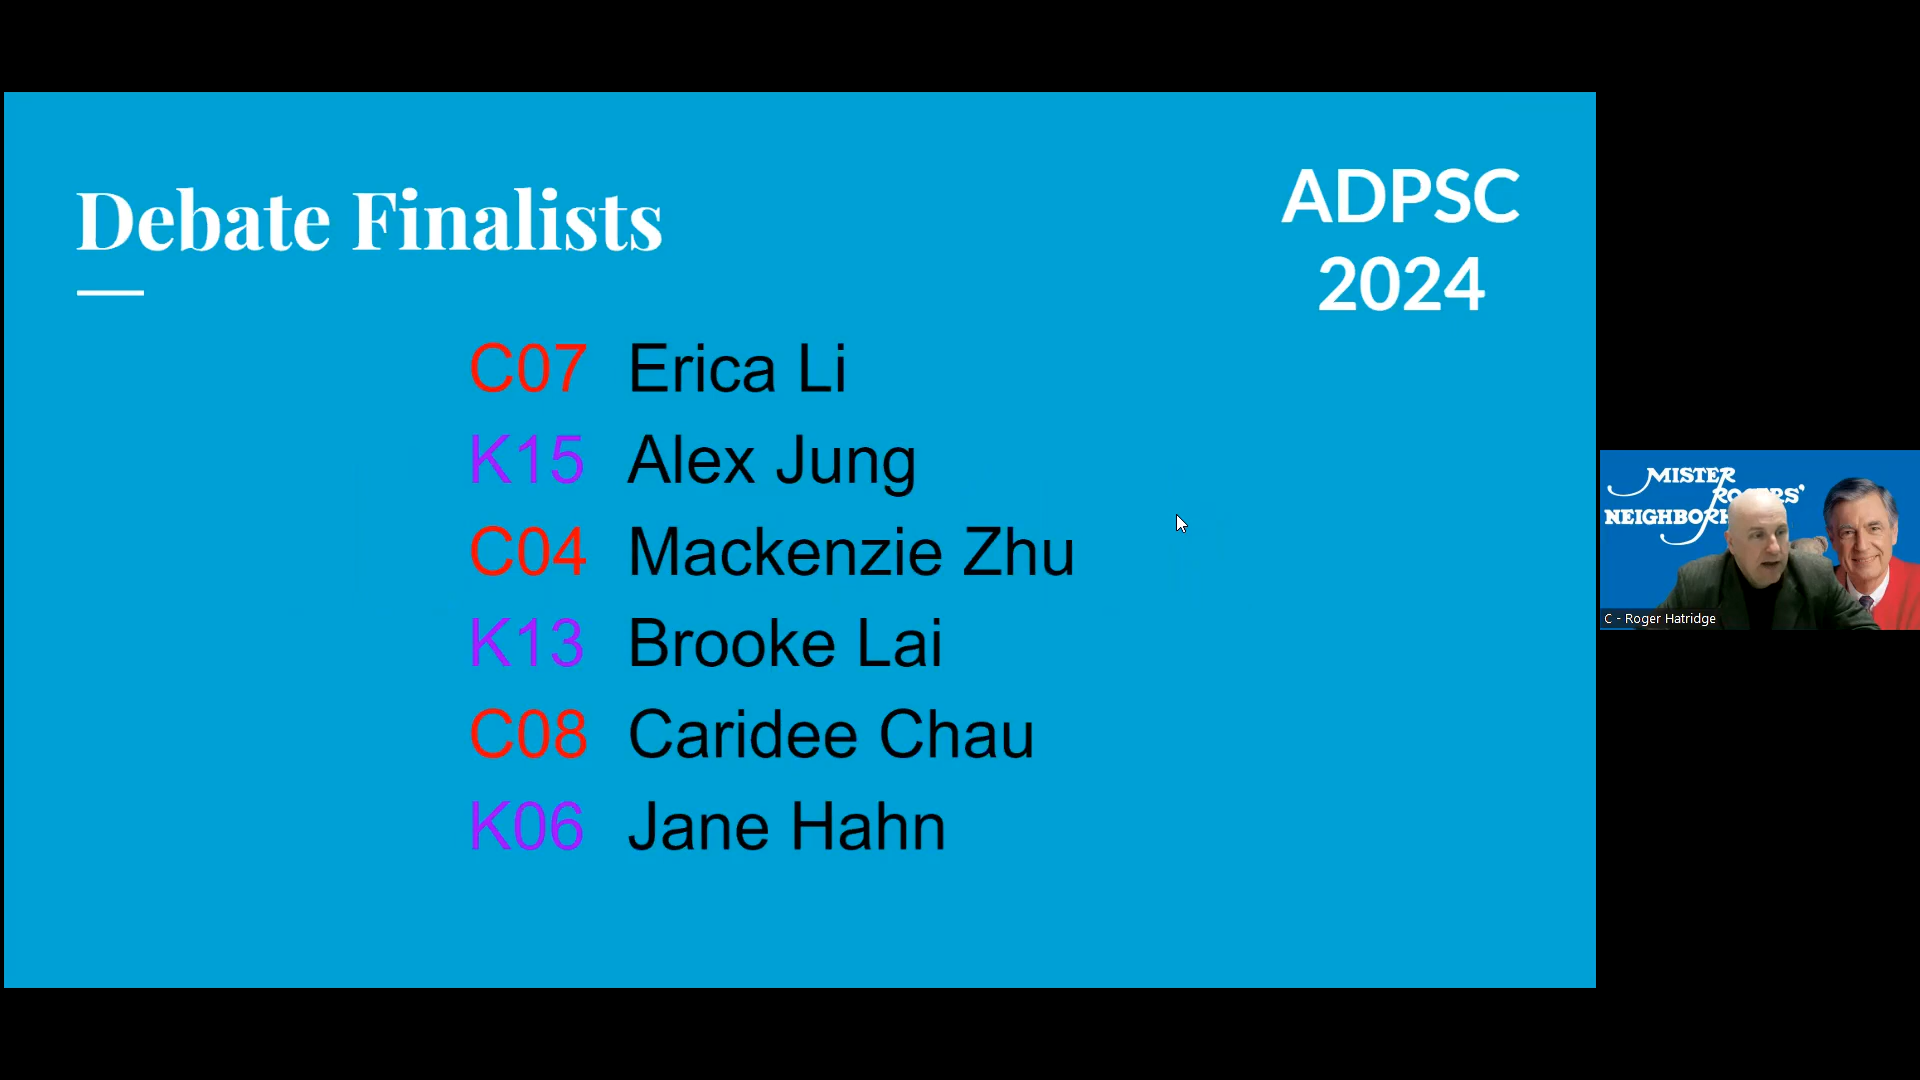 Debate Finalists
ADPSC
2024
C07 Erica Li
K15 Alex Jung
C04 Mackenzie Zhu
K13 Brooke Lai
C08 Caridee Chau
K06 Jane Hahn
MISTER
NEIGHBOR
C - Roger Hatridge